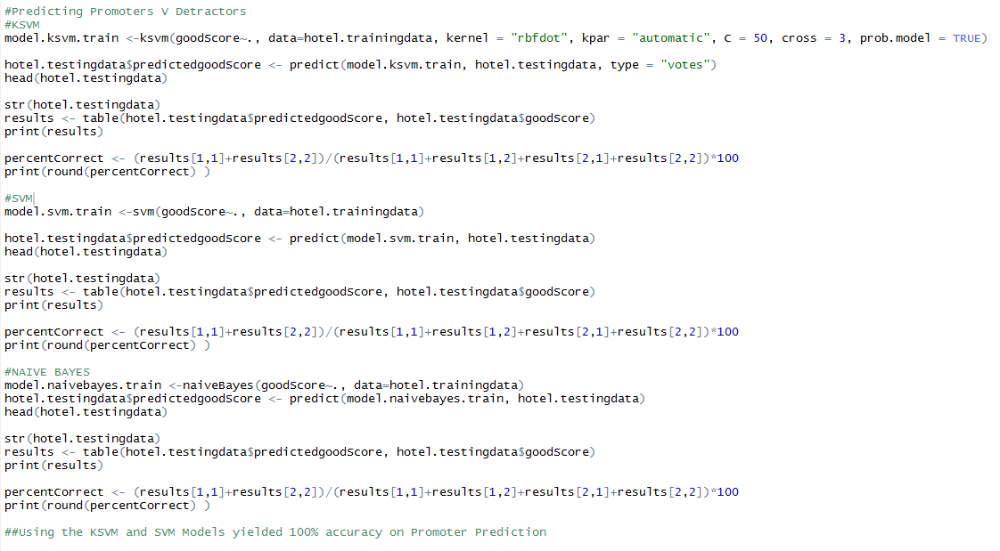 #Predicting Promoters V Detractors
#KSVM
model.ksvm.train <-ksvm(goodScore~., data=hotel.trainingdata, kernel = "rbfdot", kpar = "automatic", C = 50, cross = 3, prob.model = TRUE)
hotel.testingdata$predictedgoodScore <- predict(model.ksvm.train, hotel.testingdata, type = "votes")
head(hotel.testingdata)
str(hotel.testingdata)
results <- table(hotel.testingdata$predictedgoodScore, hotel.testingdata$goodScore)
print(results)
percentCorrect <- (results[1,1]+results[2,2])/(results[1,1]+results[1,2]+results[2,1]+results[2,2])*100
print(round(percentCorrect) )
#SVM
model.svm.train <-svm(goodScore~., data=hotel.trainingdata)
hotel.testingdata$predictedgoodScore <- predict(model.svm.train, hotel.testingdata)
head(hotel.testingdata)
str(hotel.testingdata)
results <- table(hotel.testingdata$predictedgoodScore, hotel.testingdata$goodScore)
print(results)
percentCorrect <- (results[1,1]+results[2,2])/(results[1,1]+results[1,2]+results[2,1]+results[2,2])*100
print(round(percentCorrect) )
#NAIVE BAYES
model.naivebayes.train <-naiveBayes(goodScore~., data=hotel.trainingdata)
hotel.testingdata$predictedgoodScore <- predict(model.naivebayes.train, hotel.testingdata)
head(hotel.testingdata)
str(hotel.testingdata)
results <- table(hotel.testingdata$predictedgoodScore, hotel.testingdata$goodScore)
print(results)
percentCorrect <- (results[1,1]+results[2,2])/(results[1,1]+results[1,2]+results[2,1]+results[2,2])*100
print(round(percentCorrect) )
##Using the KSVM and SVM Models yielded 100% accuracy on Promoter Prediction